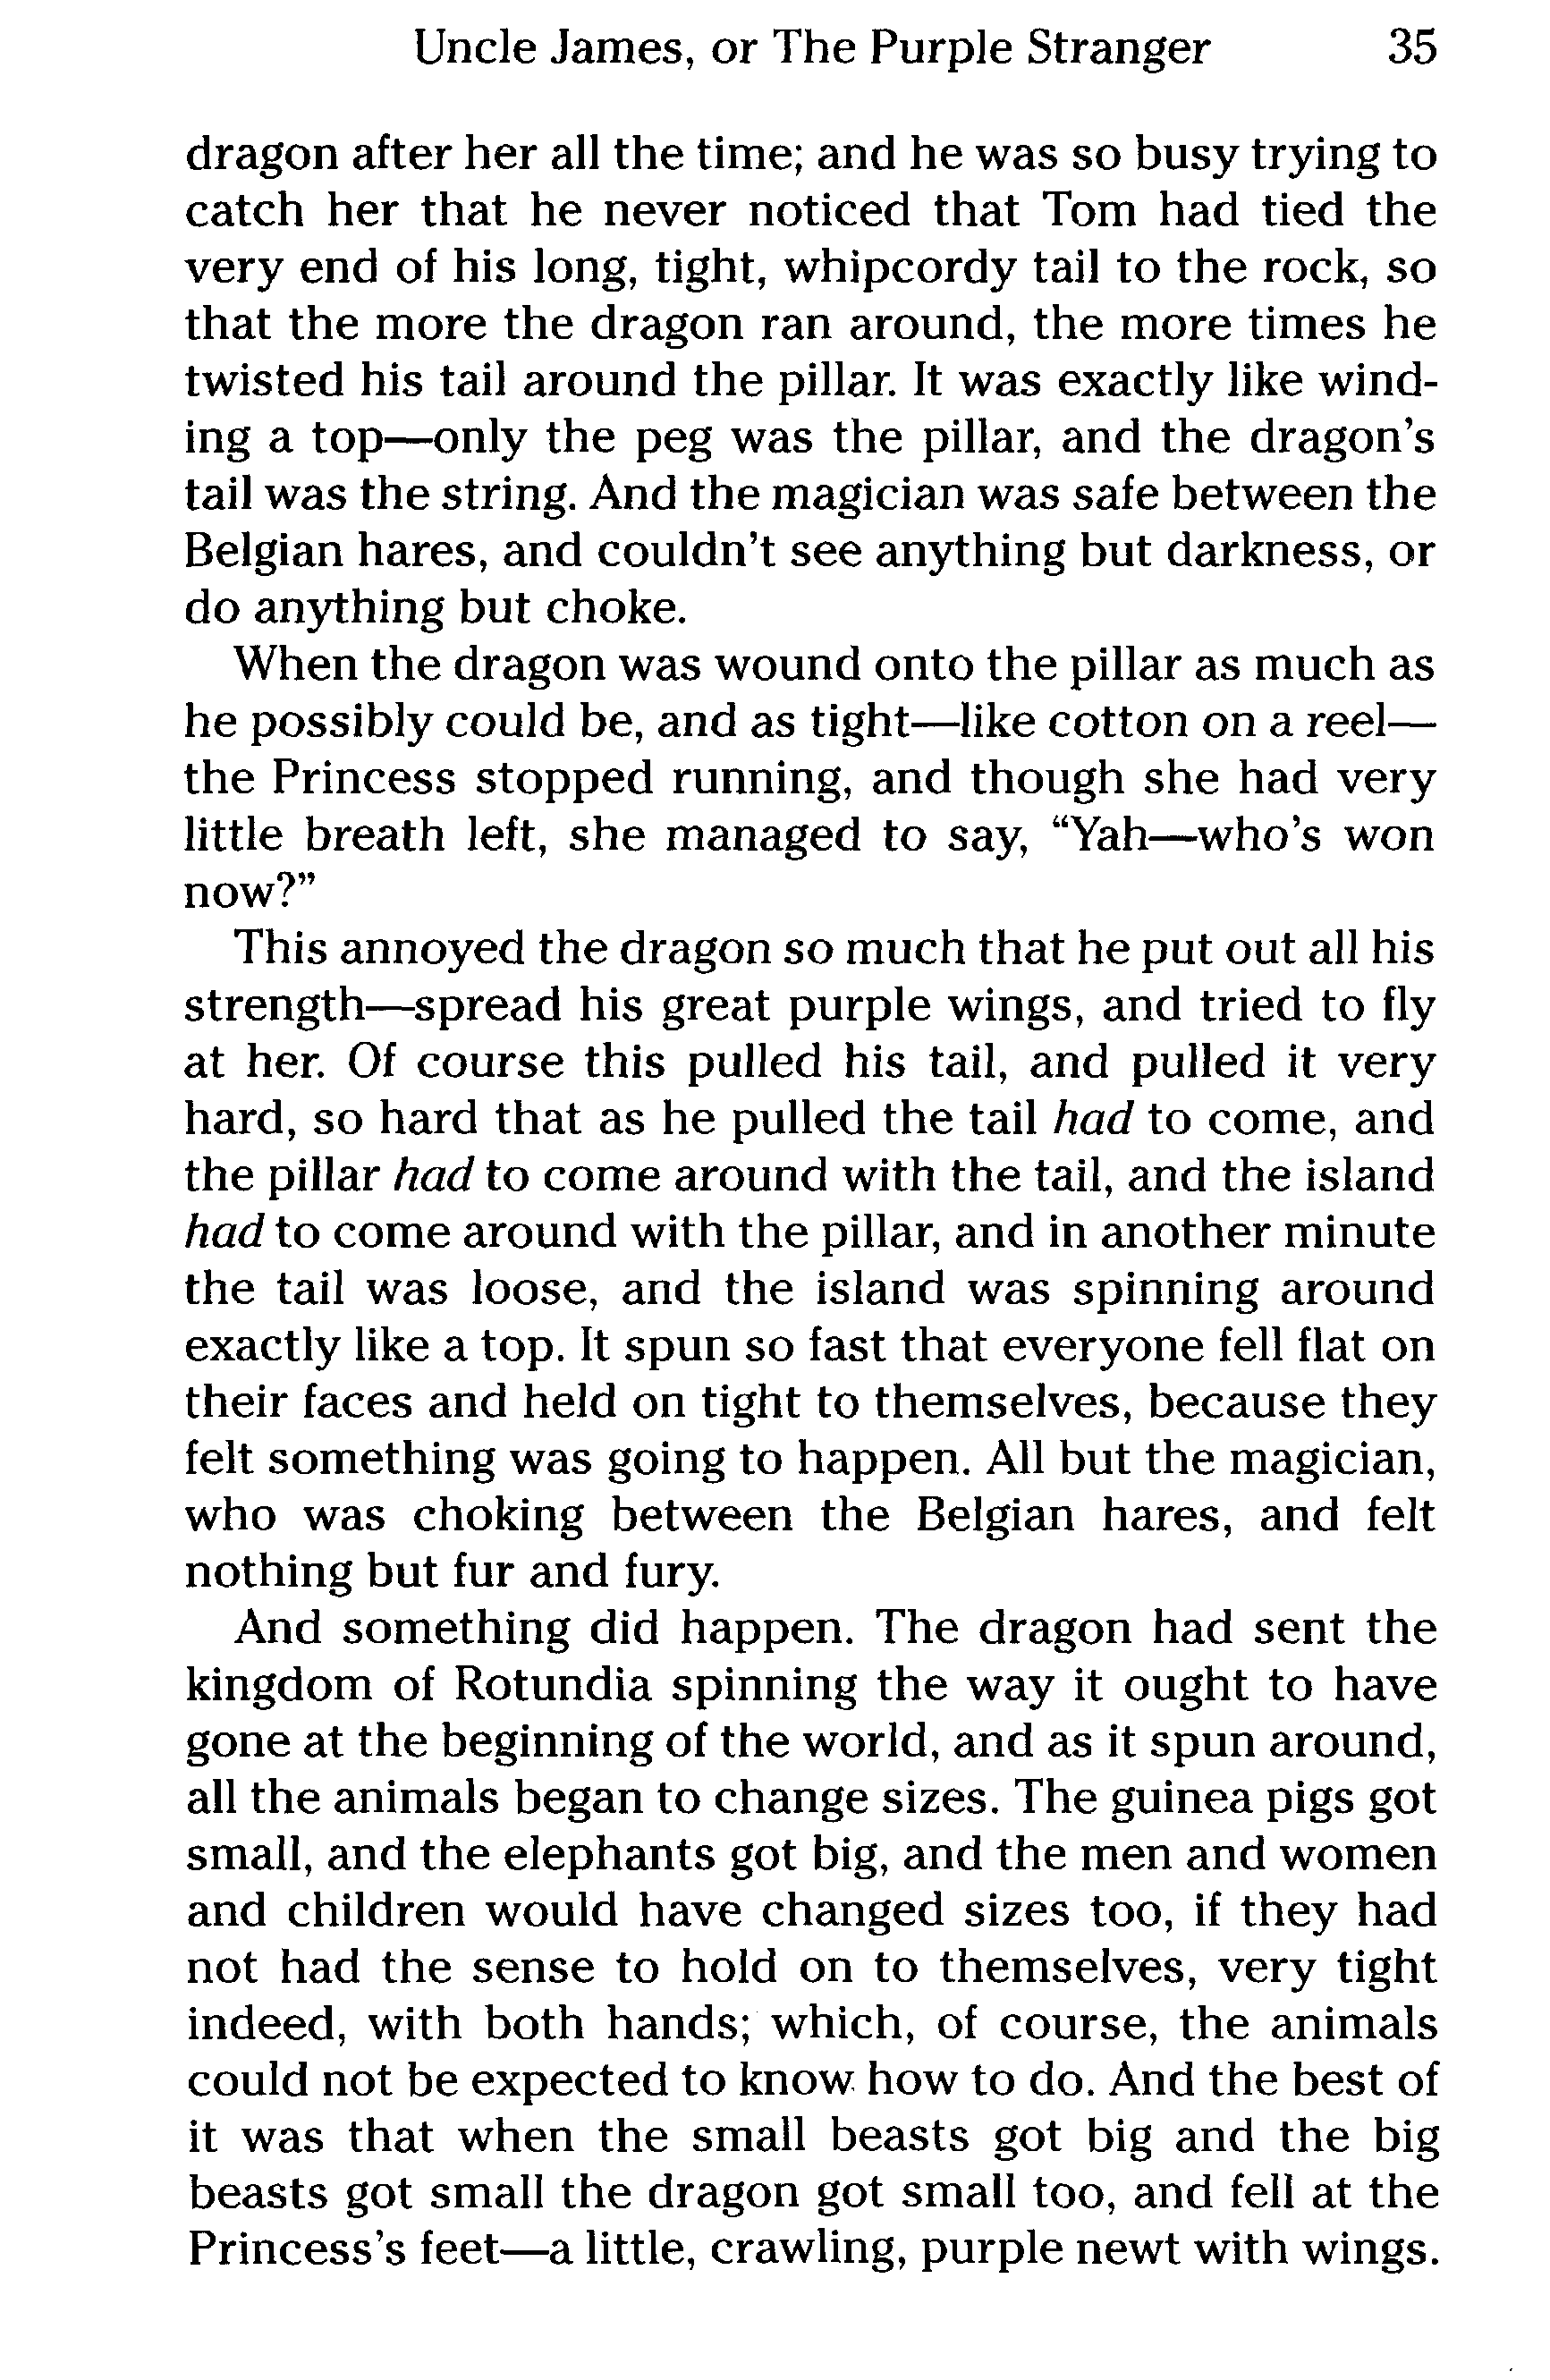 Uncle James, or The Purple Stranger 35
dragon after her all the time; and he was so busy trying to
catch her that he never noticed that Tom had tied the
very end of his long, tight, whipcordy tail to the rock, so
that the more the dragon ran around, the more times he
twisted his tail around the pillar. It was exactly like wind-
ing a top—only the peg was the pillar, and the dragon's
tail was the string. And the magician was safe between the
Belgian hares, and couldn't see anything but darkness, or
do anything but choke.
When the dragon was wound onto the pillar as much as
he possibly could be, and as tight—like cotton on a reel—
the Princess stopped running, and though she had very
little breath left, she managed to say, “Yah—who's won
now?”
This annoyed the dragon so much that he put out all his
strength—spread his great purple wings, and tried to fly
at her. Of course this pulled his tail, and pulled it very
hard, so hard that as he pulled the tail had to come, and
the pillar had to come around with the tail, and the island
had to come around with the pillar, and in another minute
the tail was loose, and the island was spinning around
exactly like a top. It spun so fast that everyone fell flat on
their faces and held on tight to themselves, because they
felt something was going to happen. All but the magician,
who was choking between the Belgian hares, and felt
nothing but fur and fury.
And something did happen. The dragon had sent the
kingdom of Rotundia spinning the way it ought to have
gone at the beginning of the world, and as it spun around,
all the animals began to change sizes. The guinea pigs got
small, and the elephants got big, and the men and women
and children would have changed sizes too, if they had
not had the sense to hold on to themselves, very tight
indeed, with both hands; which, of course, the animals
could not be expected to know how to do. And the best of
it was that when the small beasts got big and the big
beasts got small the dragon got small too, and fell at the
Princess's feet—a little, crawling, purple newt with wings.